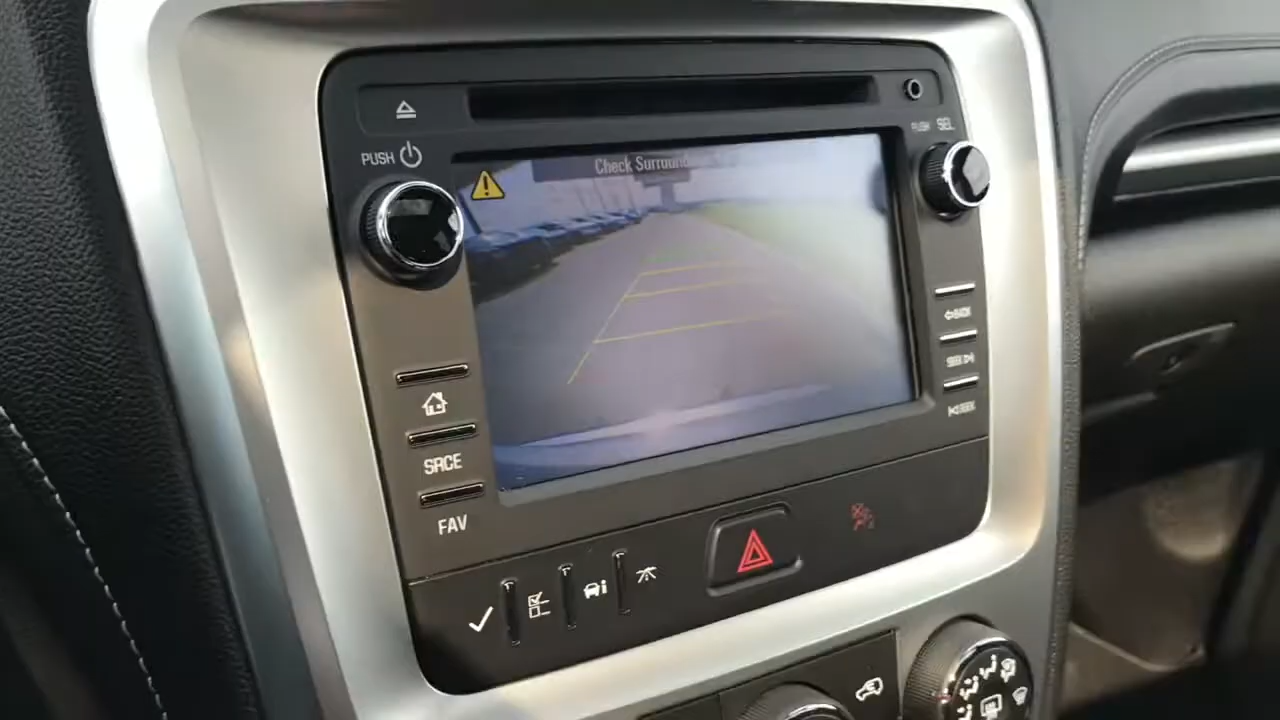 PUSH
PUSH SEL
Check Surround
BACK
SEEK
SEEK
SRCE
FAV